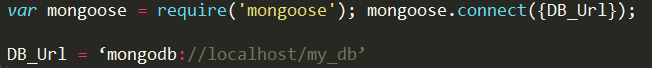 var mongoose = require('mongoose'); mongoose.connect({DB_Url});
DB_Url = ‘mongodb://localhost/my_db’